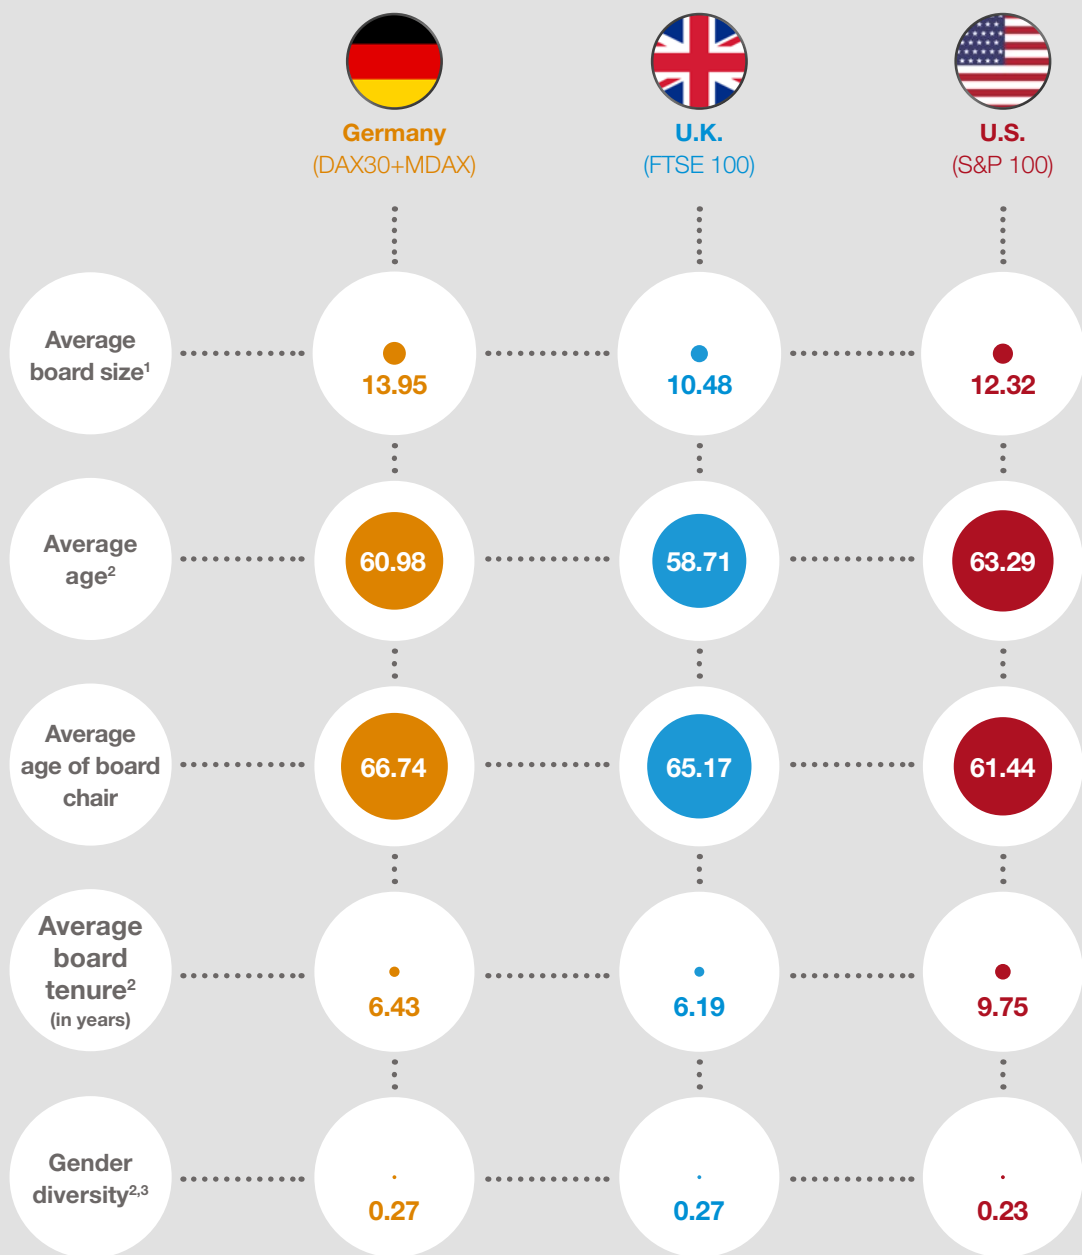 Germany
(DAX30+MDAX)
U.K.
(FTSE 100)
U.S.
(S&P 100)
Average
board size¹
13.95
10.48
12.32
Average
age²
60.98
58.71
63.29
Average
age of board
chair
66.74
65.17
61.44
Average
board
tenure²
(in years)
6.43
6.19
9.75
Gender
diversity²,³
0.27
0.27
0.23